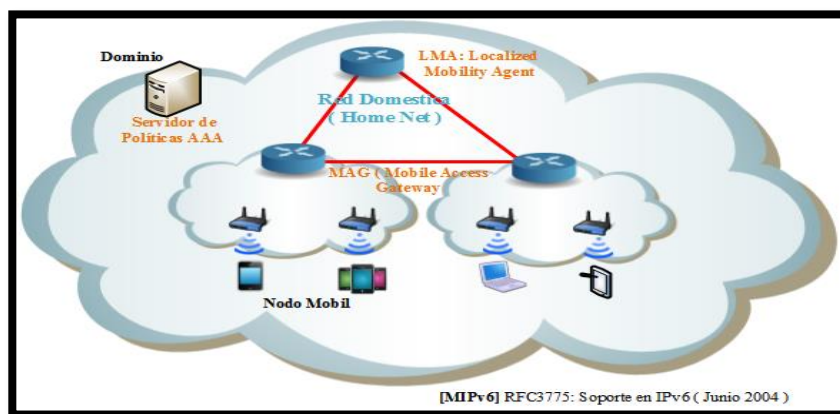 Dominio
LMA: Localized
Mobility Agent
Servidor de
Políticas AAA
Red Domestica
( Home Net )
MAG ( Mobile Access
Gateway
Nodo Mobil
[MIPv6] RFC3775: Soporte en IPv6 ( Junio 2004 )